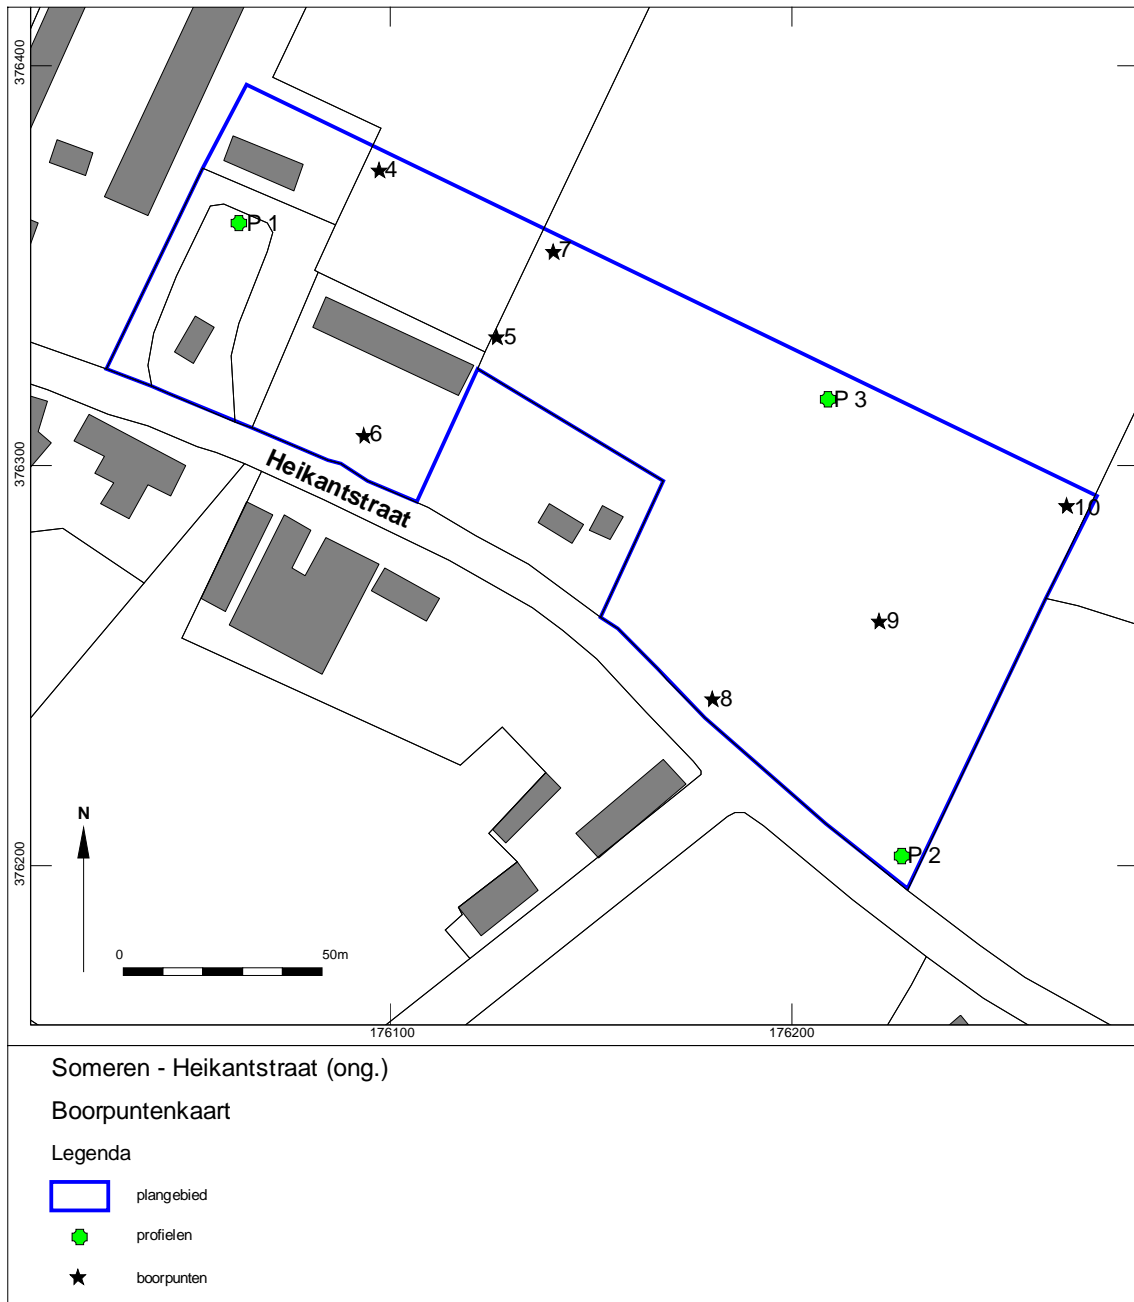 376400
4
P 1
7
5
P 3
376300
6
Heikantstraat
10
9
8
N
376200
P 2
0 50m
176100 176200
Someren - Heikantstraat (ong.)
Boorpuntenkaart
Legenda
plangebied
profielen
boorpunten